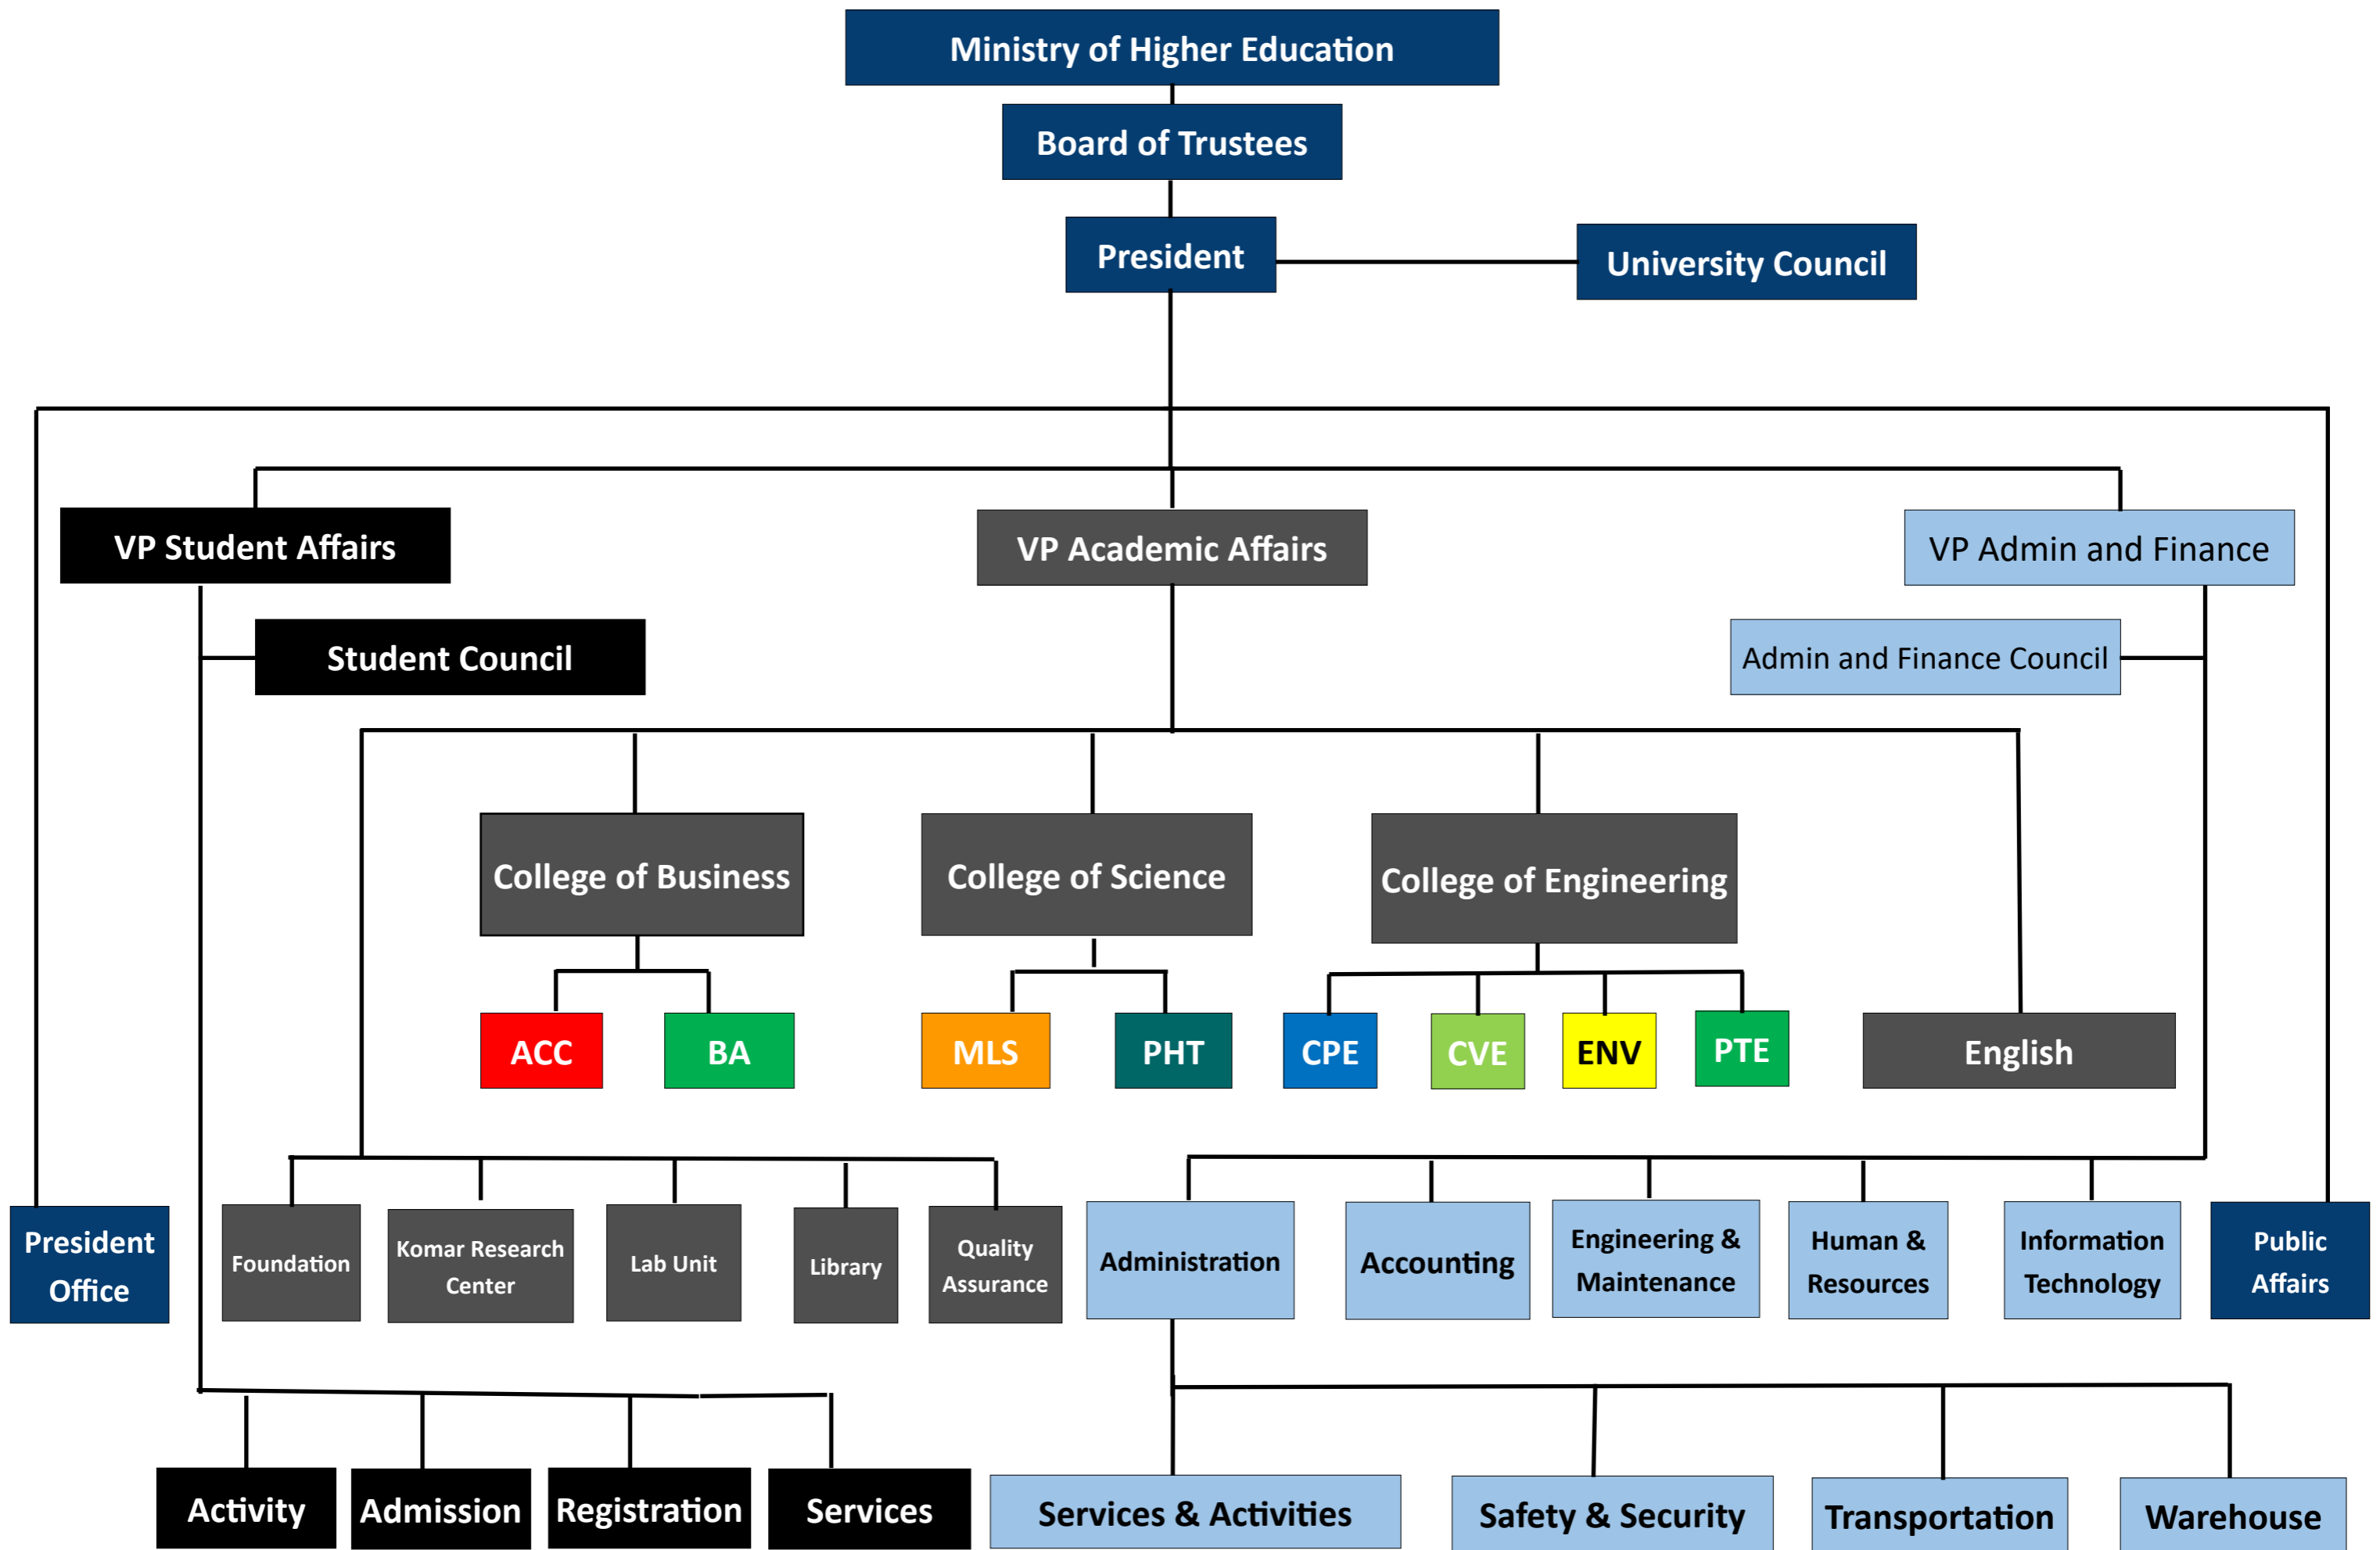 Ministry of Higher Education
Board of Trustees
President
University Council
VP Student Affairs
VP Academic Affairs
VP Admin and Finance
Student Council
Admin and Finance Council
College of Business
College of Science
College of Engineering
ACC
BA
MLS
PHT
CPE
CVE
ENV
PTE
English
President
Office
Foundation
Komar Research
Center
Lab Unit
Library
Quality
Assurance
Administration
Accounting
Engineering &
Maintenance
Human &
Resources
Information
Technology
Public
Affairs
Activity
Admission
Registration
Services
Services & Activities
Safety & Security
Transportation
Warehouse